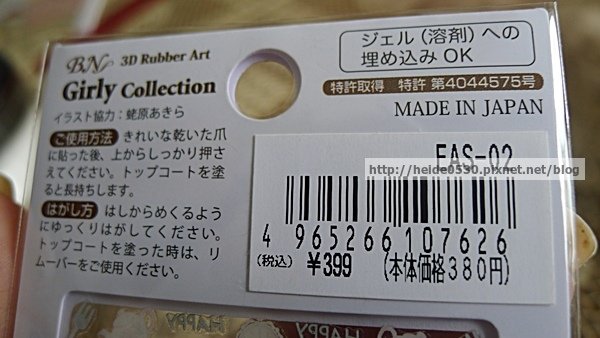 BN 3D Rubber Art
Girly Collection
イラスト協力：蛯原あきら
ご使用方法 きれいな乾いた爪
に貼った後、上からしっかり押さ
えてください。トップコートを塗
ると長持ちします。
はがし方 はしからめくるよう
にゆっくりはがしてください。
トップコートを塗った時は、リ
ムーバーをご使用ください。
ジェル（溶剤）への
埋め込みOK
特許取得 特許 第4044575号
MADE IN JAPAN
EAS-02
http://heide0530.pixnet.net/blog
4 965266 107626
(税込) ¥399 (本体価格380円)
HAPPY
HAPPY